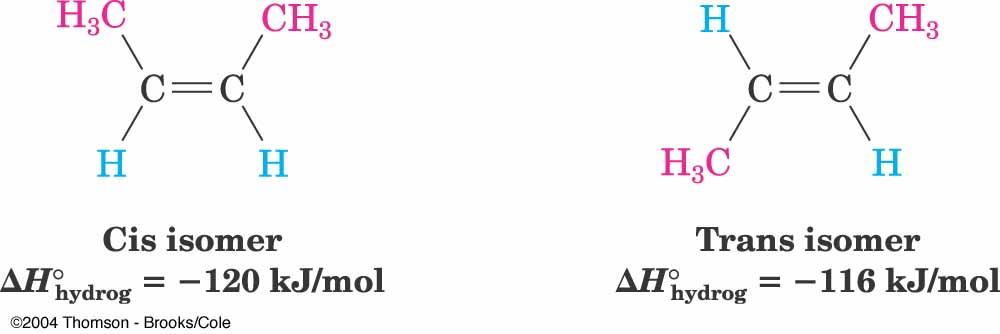 H₃C CH₃ H CH₃
C=C C=C
H H H₃C H
Cis isomer Trans isomer
ΔH°hydrog = −120 kJ/mol ΔH°hydrog = −116 kJ/mol
©2004 Thomson - Brooks/Cole